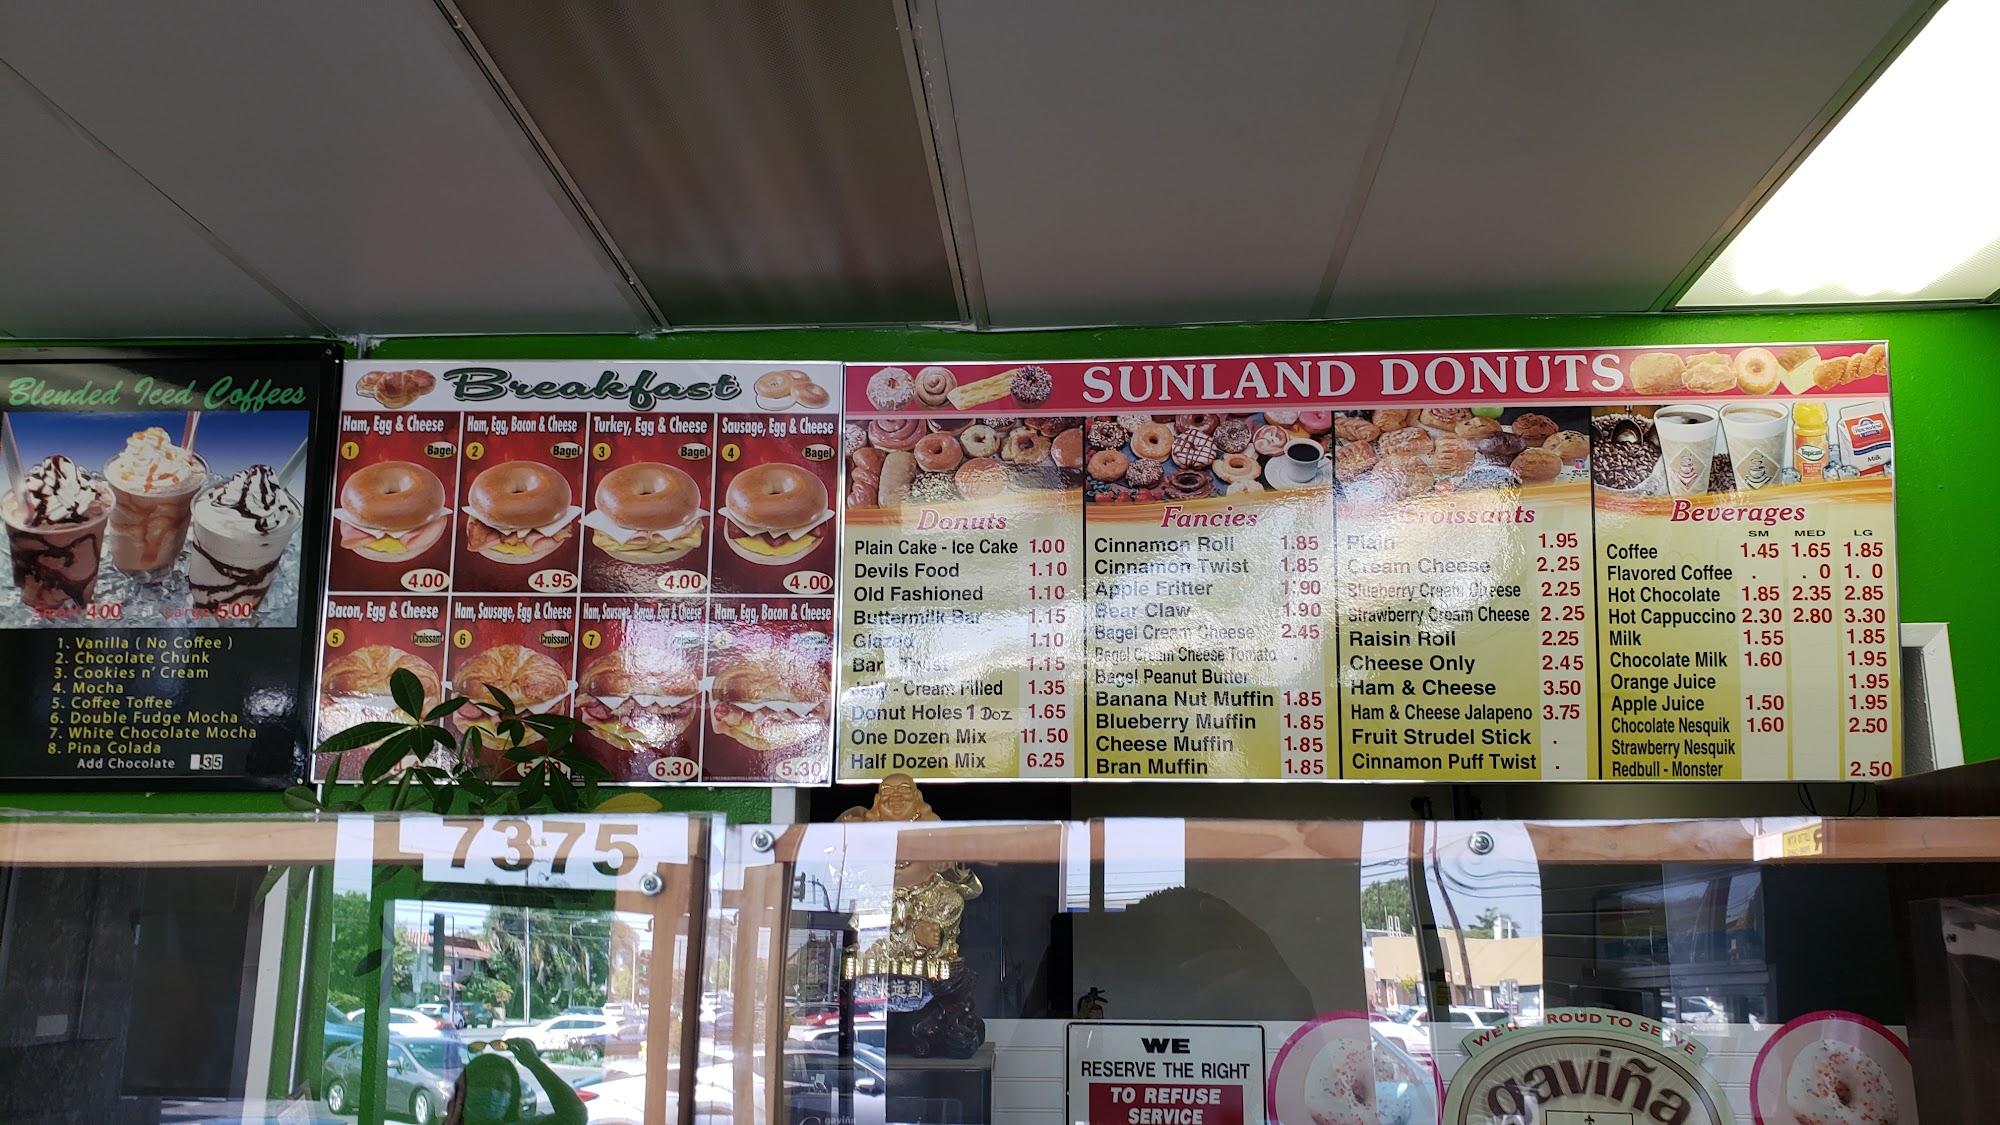 Blended Iced Coffees
Small 4.00 Large 5.00
1. Vanilla ( No Coffee )
2. Chocolate Chunk
3. Cookies n' Cream
4. Mocha
5. Coffee Toffee
6. Double Fudge Mocha
7. White Chocolate Mocha
8. Pina Colada
Add Chocolate .35
Breakfast
Ham, Egg & Cheese
1 Bagel
4.00
Ham, Egg, Bacon & Cheese
2 Bagel
4.95
Turkey, Egg & Cheese
3 Bagel
4.00
Sausage, Egg & Cheese
4 Bagel
4.00
Bacon, Egg & Cheese
5 Croissant
Ham, Sausage, Egg & Cheese
6 Croissant
Ham, Sausage, Bacon, Egg & Cheese
7 Croissant
6.30
Ham, Egg, Bacon & Cheese
5.30
SUNLAND DONUTS
Donuts
Plain Cake - Ice Cake 1.00
Devils Food 1.10
Old Fashioned 1.10
Buttermilk Bar 1.15
Glazed 1.10
Bar - Twist 1.15
Jelly - Cream Filled 1.35
Donut Holes 1 Doz 1.65
One Dozen Mix 11.50
Half Dozen Mix 6.25
Fancies
Cinnamon Roll 1.85
Cinnamon Twist 1.85
Apple Fritter 1.90
Bear Claw 1.90
Bagel Cream Cheese 2.45
Bagel Cream Cheese Tomato .
Bagel Peanut Butter
Banana Nut Muffin 1.85
Blueberry Muffin 1.85
Cheese Muffin 1.85
Bran Muffin 1.85
Croissants
Plain 1.95
Cream Cheese 2.25
Blueberry Cream Cheese 2.25
Strawberry Cream Cheese 2.25
Raisin Roll 2.25
Cheese Only 2.45
Ham & Cheese 3.50
Ham & Cheese Jalapeno 3.75
Fruit Strudel Stick .
Cinnamon Puff Twist .
Beverages
SM MED LG
Coffee 1.45 1.65 1.85
Flavored Coffee . . 0 1. 0
Hot Chocolate 1.85 2.35 2.85
Hot Cappuccino 2.30 2.80 3.30
Milk 1.55 1.85
Chocolate Milk 1.60 1.95
Orange Juice 1.95
Apple Juice 1.50 1.95
Chocolate Nesquik 1.60 2.50
Strawberry Nesquik
Redbull - Monster 2.50
Tropicana
Milk
7375
WE
RESERVE THE RIGHT
TO REFUSE
SERVICE
WE'RE PROUD TO SERVE
gaviña